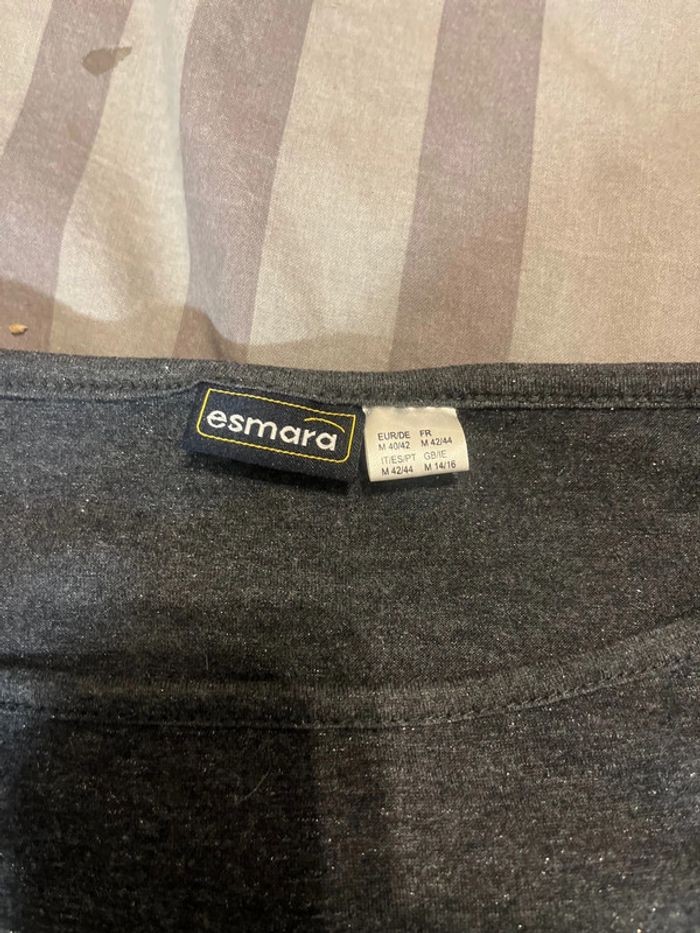 esmara
EUR/DE FR
M 40/42 M 42/44
IT/ES/PT GB/IE
M 42/44 M 14/16